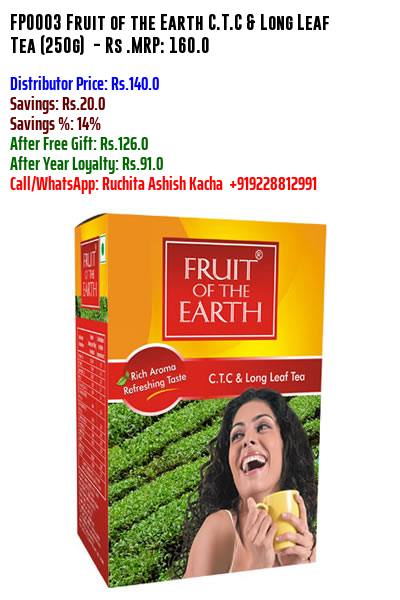 FP0003 Fruit of the Earth C.T.C & Long Leaf
Tea (250g) - Rs .MRP: 160.0
Distributor Price: Rs.140.0
Savings: Rs.20.0
Savings %: 14%
After Free Gift: Rs.126.0
After Year Loyalty: Rs.91.0
Call/WhatsApp: Ruchita Ashish Kacha +919228812991
FRUIT®
OF THE
EARTH
Rich Aroma
Refreshing Taste
C.T.C & Long Leaf Tea
FRUIT
OF THE
EARTH